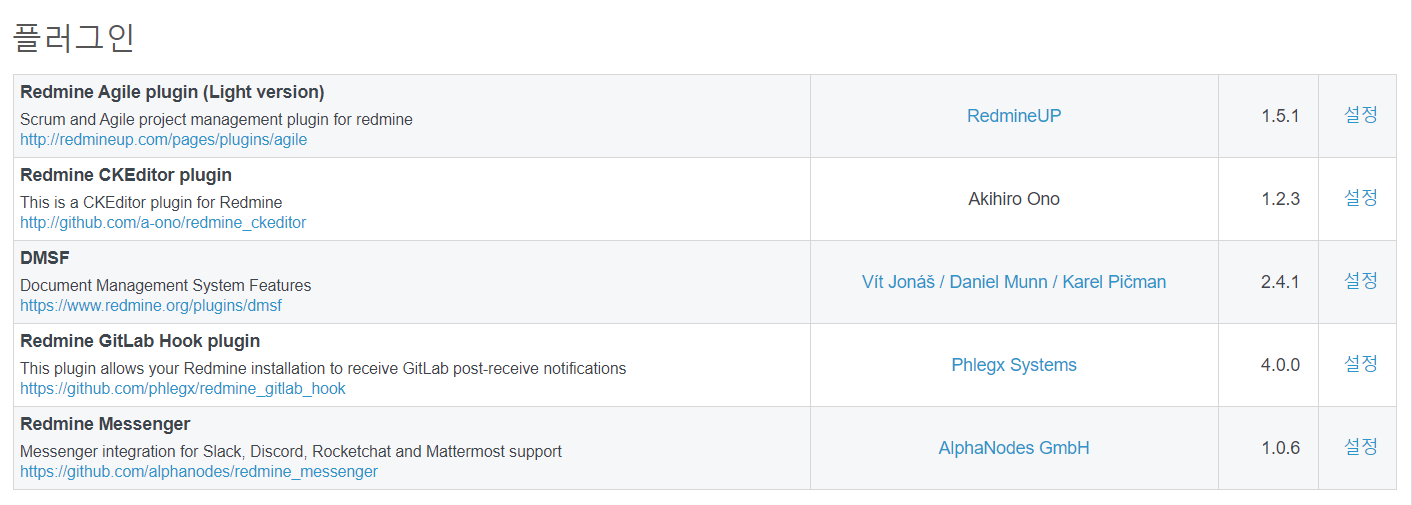 플러그인
Redmine Agile plugin (Light version)
Scrum and Agile project management plugin for redmine
http://redmineup.com/pages/plugins/agile
RedmineUP
1.5.1
설정
Redmine CKEditor plugin
This is a CKEditor plugin for Redmine
http://github.com/a-ono/redmine_ckeditor
Akihiro Ono
1.2.3
설정
DMSF
Document Management System Features
https://www.redmine.org/plugins/dmsf
Vít Jonáš / Daniel Munn / Karel Pičman
2.4.1
설정
Redmine GitLab Hook plugin
This plugin allows your Redmine installation to receive GitLab post-receive notifications
https://github.com/phlegx/redmine_gitlab_hook
Phlegx Systems
4.0.0
설정
Redmine Messenger
Messenger integration for Slack, Discord, Rocketchat and Mattermost support
https://github.com/alphanodes/redmine_messenger
AlphaNodes GmbH
1.0.6
설정